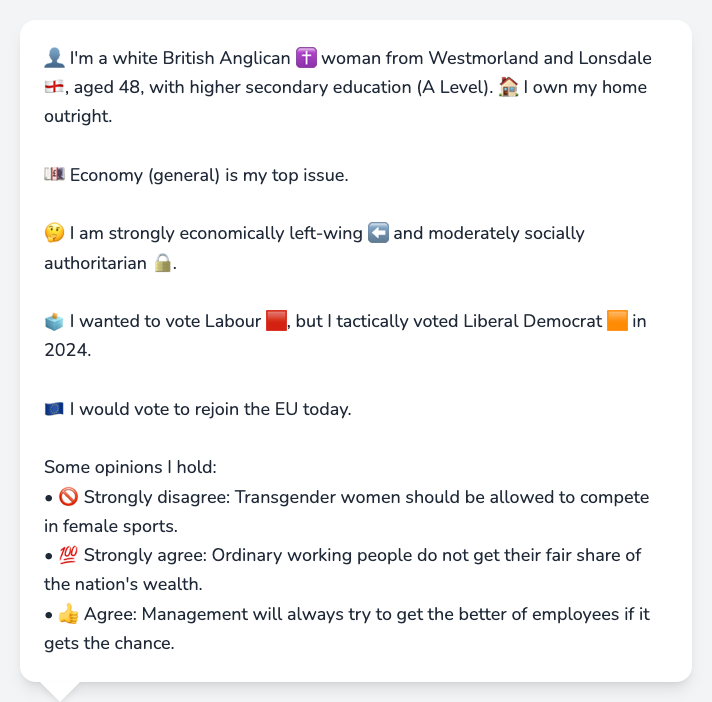 👤 I'm a white British Anglican ✝️ woman from Westmorland and Lonsdale
🏴󠁧󠁢󠁥󠁮󠁧󠁿, aged 48, with higher secondary education (A Level). 🏠 I own my home
outright.
💷 Economy (general) is my top issue.
🤔 I am strongly economically left-wing ⬅️ and moderately socially
authoritarian 🔒.
🗳️ I wanted to vote Labour 🟥, but I tactically voted Liberal Democrat 🟧 in
2024.
🇪🇺 I would vote to rejoin the EU today.
Some opinions I hold:
• 🚫 Strongly disagree: Transgender women should be allowed to compete
in female sports.
• 💯 Strongly agree: Ordinary working people do not get their fair share of
the nation's wealth.
• 👍 Agree: Management will always try to get the better of employees if it
gets the chance.